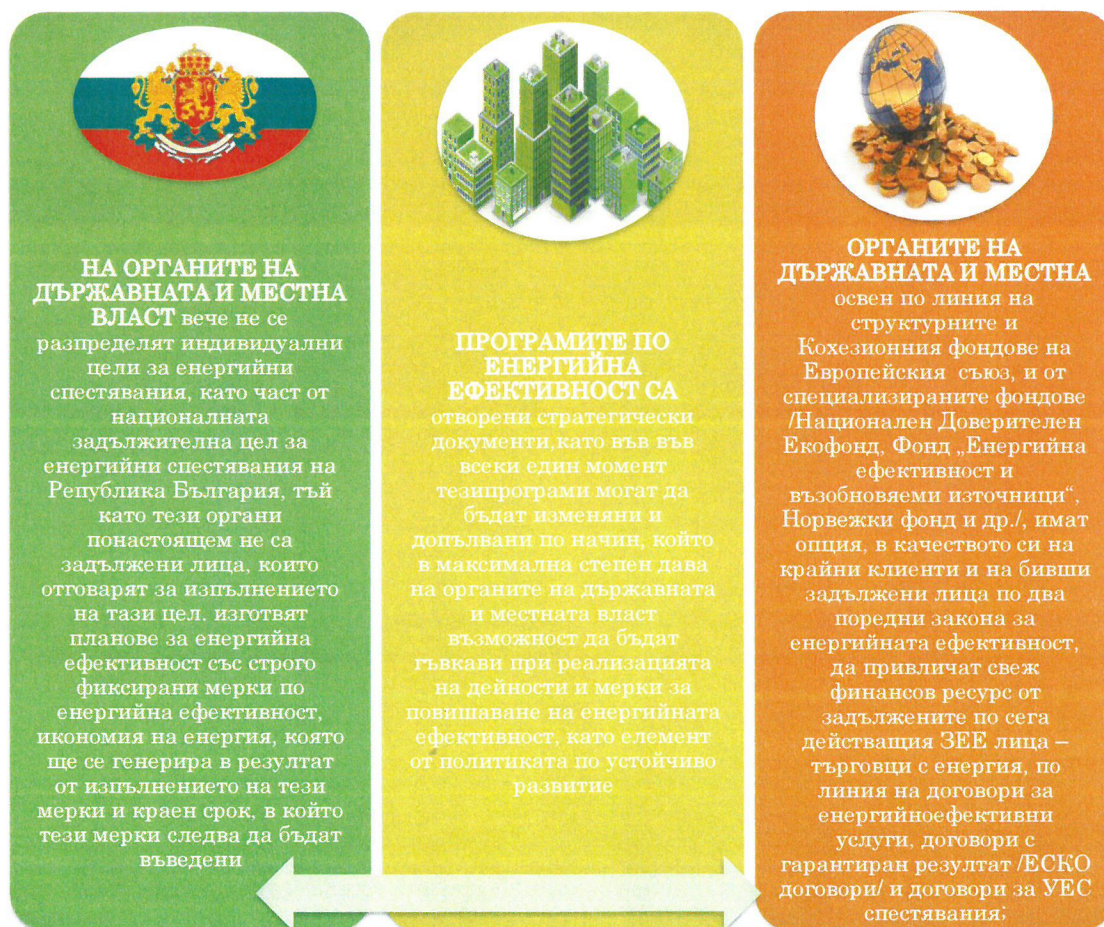 НА ОРГАНИТЕ НА
ДЪРЖАВНАТА И МЕСТНА
ВЛАСТ вече не се
разпределят индивидуални
цели за енергийни
спестявания, като част от
националната
задължителна цел за
енергийни спестявания на
Република България, тъй
като тези органи
понастоящем не са
задължени лица, които
отговарят за изпълнението
на тази цел. изготвят
планове за енергийна
ефективност със строго
фиксирани мерки по
енергийна ефективност,
икономия на енергия, която
ще се генерира в резултат
от изпълнението на тези
мерки и краен срок, в който
тези мерки следва да бъдат
въведени
ПРОГРАМИТЕ ПО
ЕНЕРГИЙНА
ЕФЕКТИВНОСТ СА
отворени стратегически
документи,като във във
всеки един момент
тезипрограми могат да
бъдат изменяни и
допълвани по начин, който
в максимална степен дава
на органите на държавната
и местната власт
възможност да бъдат
гъвкави при реализацията
на дейности и мерки за
повишаване на енергийната
ефективност, като елемент
от политиката по устойчиво
развитие
ОРГАНИТЕ НА
ДЪРЖАВНАТА И МЕСТНА
освен по линия на
структурните и
Кохезионния фондове на
Европейския съюз, и от
специализираните фондове
/Национален Доверителен
Екофонд, Фонд „Енергийна
ефективност и
възобновяеми източници“,
Норвежки фонд и др./, имат
опция, в качеството си на
крайни клиенти и на бивши
задължени лица по два
поредни закона за
енергийната ефективност,
да привличат свеж
финансов ресурс от
задължените по сега
действащия ЗЕЕ лица –
търговци с енергия, по
линия на договори за
енергийноефективни
услуги, договори с
гарантиран резултат /ЕСКО
договори/ и договори за УЕС
спестявания;